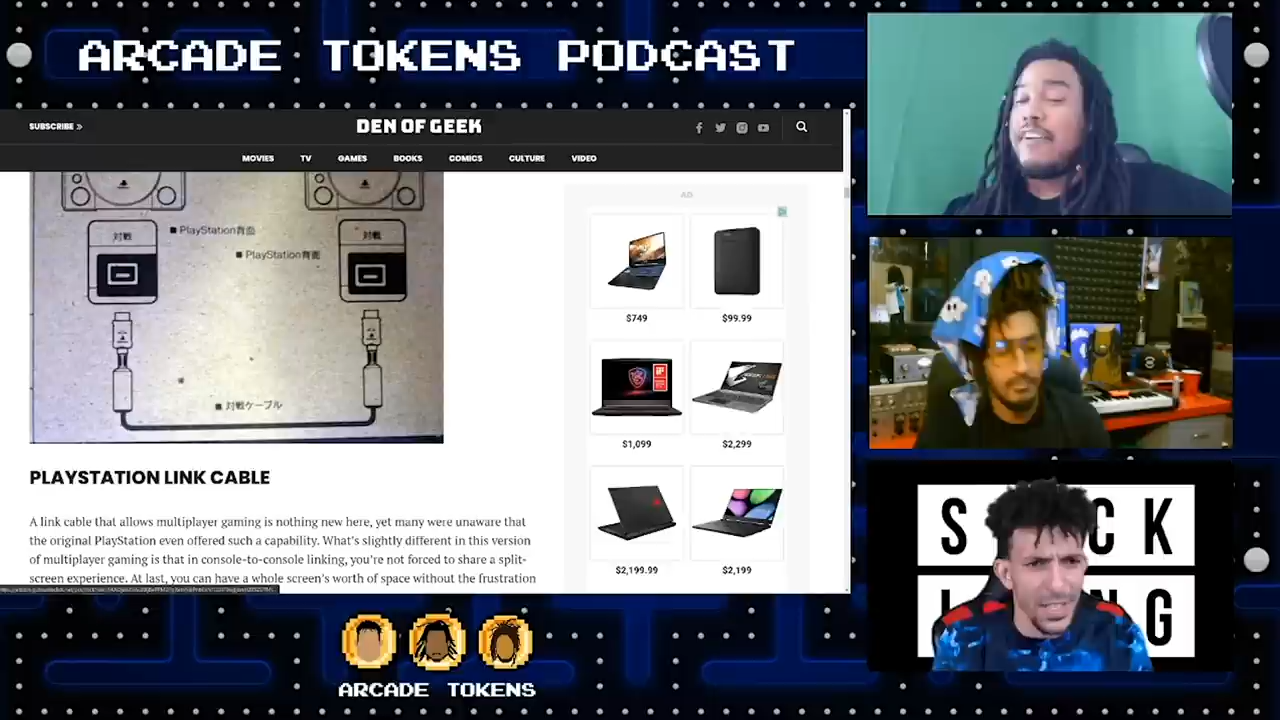 ARCADE TOKENS PODCAST
SUBSCRIBE >>
DEN OF GEEK
MOVIES TV GAMES BOOKS COMICS CULTURE VIDEO
AD
対戦
■ PlayStation背面
対戦
■ PlayStation背面
■ 対戦ケーブル
$749
$99.99
$1,099
$2,299
$2,199.99
$2,199
PLAYSTATION LINK CABLE
A link cable that allows multiplayer gaming is nothing new here, yet many were unaware that
the original PlayStation even offered such a capability. What's slightly different in this version
of multiplayer gaming is that in console-to-console linking, you're not forced to share a split-
screen experience. At last, you can have a whole screen's worth of space without the frustration
S CK
G
ARCADE TOKENS